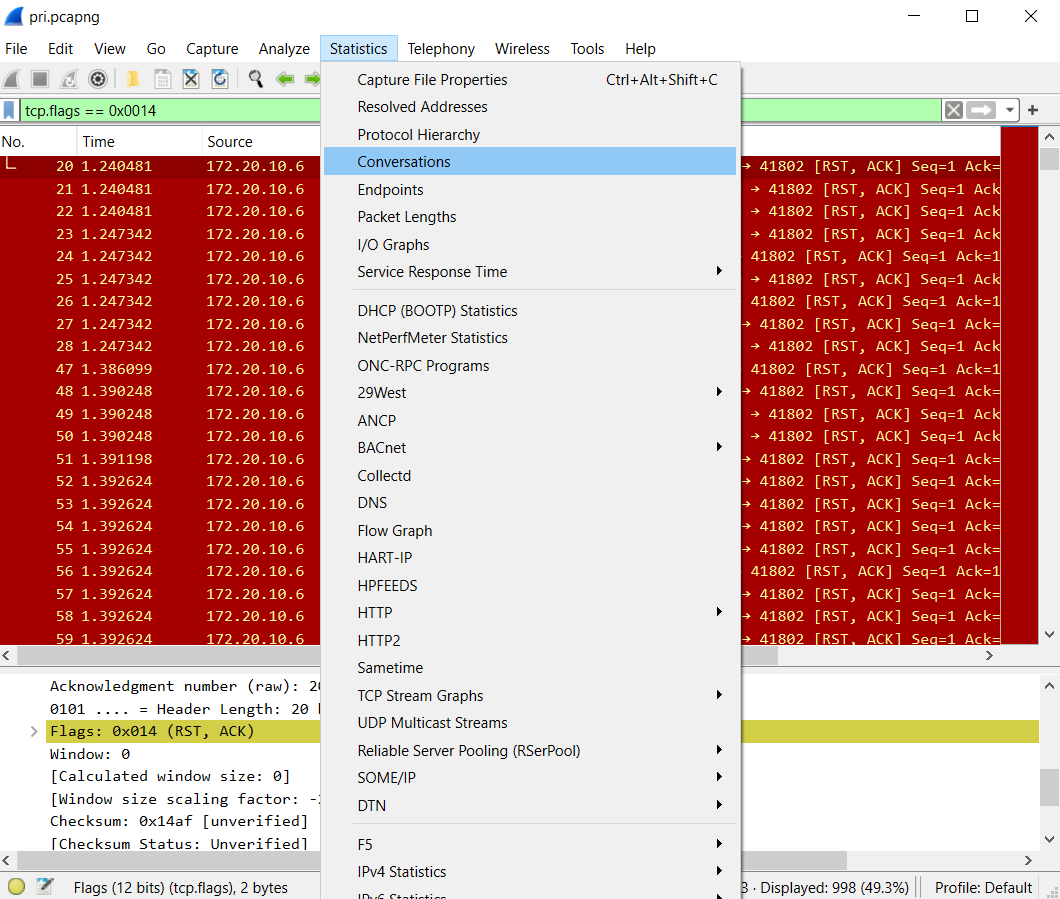 pri.pcapng
File Edit View Go Capture Analyze Statistics Telephony Wireless Tools Help
tcp.flags == 0x0014
No. Time Source
20 1.240481 172.20.10.6 → 41802 [RST, ACK] Seq=1 Ack=
21 1.240481 172.20.10.6 → 41802 [RST, ACK] Seq=1 Ack
22 1.240481 172.20.10.6 → 41802 [RST, ACK] Seq=1 Ack
23 1.247342 172.20.10.6 → 41802 [RST, ACK] Seq=1 Ack
24 1.247342 172.20.10.6 41802 [RST, ACK] Seq=1 Ack=1
25 1.247342 172.20.10.6 → 41802 [RST, ACK] Seq=1 Ack
26 1.247342 172.20.10.6 41802 [RST, ACK] Seq=1 Ack=1
27 1.247342 172.20.10.6 → 41802 [RST, ACK] Seq=1 Ack=
28 1.247342 172.20.10.6 → 41802 [RST, ACK] Seq=1 Ack
47 1.386099 172.20.10.6 41802 [RST, ACK] Seq=1 Ack=1
48 1.390248 172.20.10.6 → 41802 [RST, ACK] Seq=1 Ack=
49 1.390248 172.20.10.6 → 41802 [RST, ACK] Seq=1 Ack
50 1.390248 172.20.10.6 → 41802 [RST, ACK] Seq=1 Ack
51 1.391198 172.20.10.6 → 41802 [RST, ACK] Seq=1 Ack=
52 1.392624 172.20.10.6 → 41802 [RST, ACK] Seq=1 Ack=
53 1.392624 172.20.10.6 → 41802 [RST, ACK] Seq=1 Ack=
54 1.392624 172.20.10.6 → 41802 [RST, ACK] Seq=1 Ack=
55 1.392624 172.20.10.6 → 41802 [RST, ACK] Seq=1 Ack=
56 1.392624 172.20.10.6 41802 [RST, ACK] Seq=1 Ack=1
57 1.392624 172.20.10.6 → 41802 [RST, ACK] Seq=1 Ack=
58 1.392624 172.20.10.6 → 41802 [RST, ACK] Seq=1 Ack=
59 1.392624 172.20.10.6 → 41802 [RST, ACK] Seq=1 Ack=
Capture File Properties Ctrl+Alt+Shift+C
Resolved Addresses
Protocol Hierarchy
Conversations
Endpoints
Packet Lengths
I/O Graphs
Service Response Time
DHCP (BOOTP) Statistics
NetPerfMeter Statistics
ONC-RPC Programs
29West
ANCP
BACnet
Collectd
DNS
Flow Graph
HART-IP
HPFEEDS
HTTP
HTTP2
Sametime
TCP Stream Graphs
UDP Multicast Streams
Reliable Server Pooling (RSerPool)
SOME/IP
DTN
F5
IPv4 Statistics
IPv6 Statistics
Acknowledgment number (raw):
0101 .... = Header Length: 20
Flags: 0x014 (RST, ACK)
Window: 0
[Calculated window size: 0]
[Window size scaling factor:
Checksum: 0x14af [unverified]
[Checksum Status: Unverified]
Flags (12 bits) (tcp.flags), 2 bytes 3 · Displayed: 998 (49.3%) Profile: Default